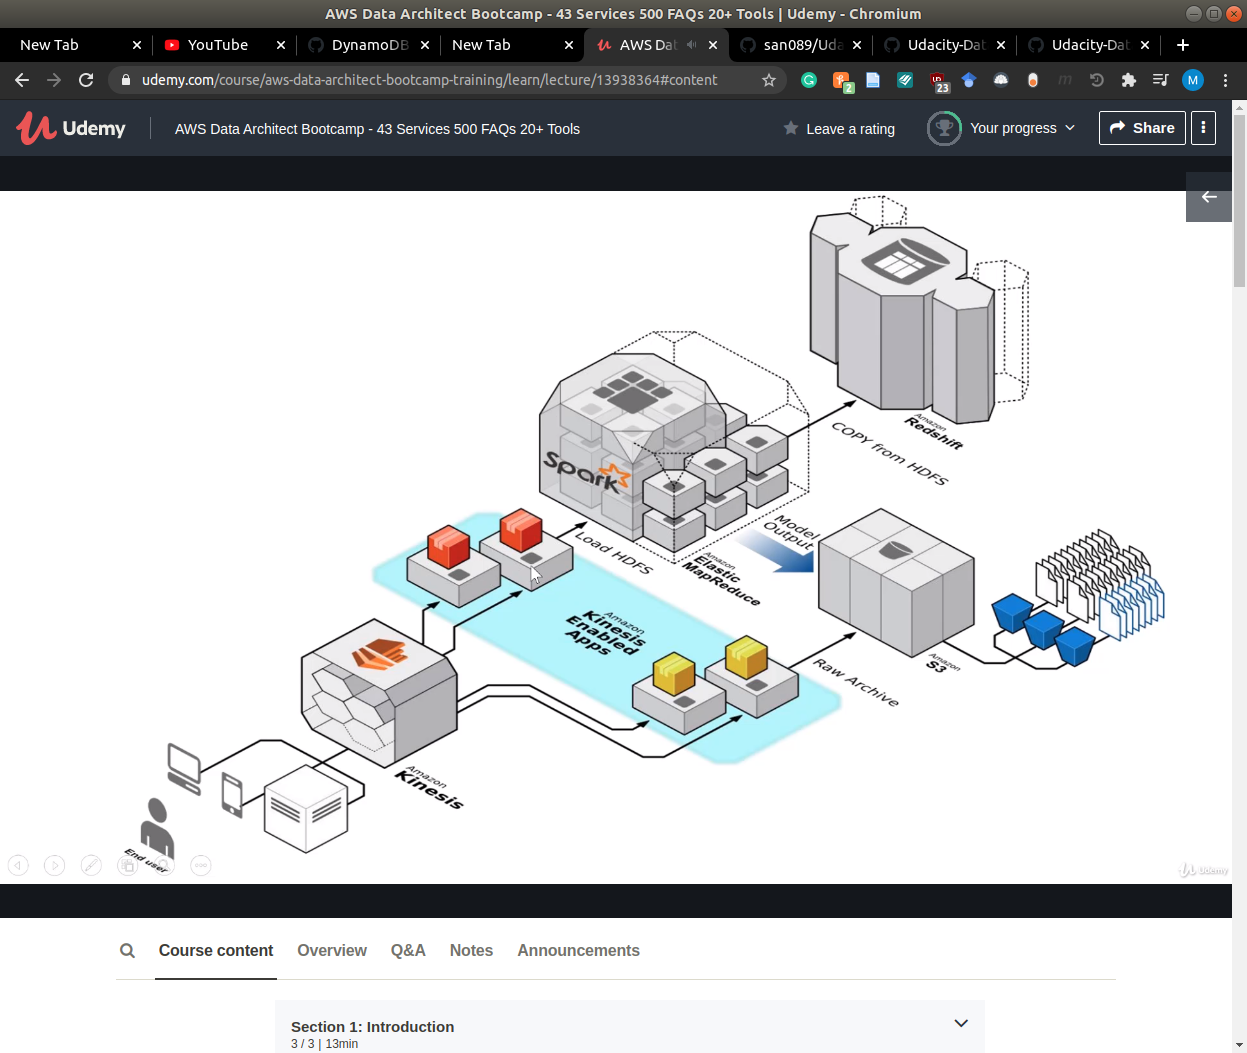 AWS Data Architect Bootcamp - 43 Services 500 FAQs 20+ Tools | Udemy - Chromium
New Tab
YouTube
DynamoDB
New Tab
AWS Dat
san089/Uda
Udacity-Dat
Udacity-Dat
udemy.com/course/aws-data-architect-bootcamp-training/learn/lecture/13938364#content
2
23
M
Udemy
AWS Data Architect Bootcamp - 43 Services 500 FAQs 20+ Tools
Leave a rating
Your progress
Share
Amazon
Redshift
COPY from HDFS
Spark
Model
Output
Load HDFS
Amazon
Elastic
MapReduce
Amazon
Kinesis
Enabled
Apps
Amazon
S3
Raw Archive
Amazon
Kinesis
End user
Udemy
Course content
Overview
Q&A
Notes
Announcements
Section 1: Introduction
3 / 3 | 13min